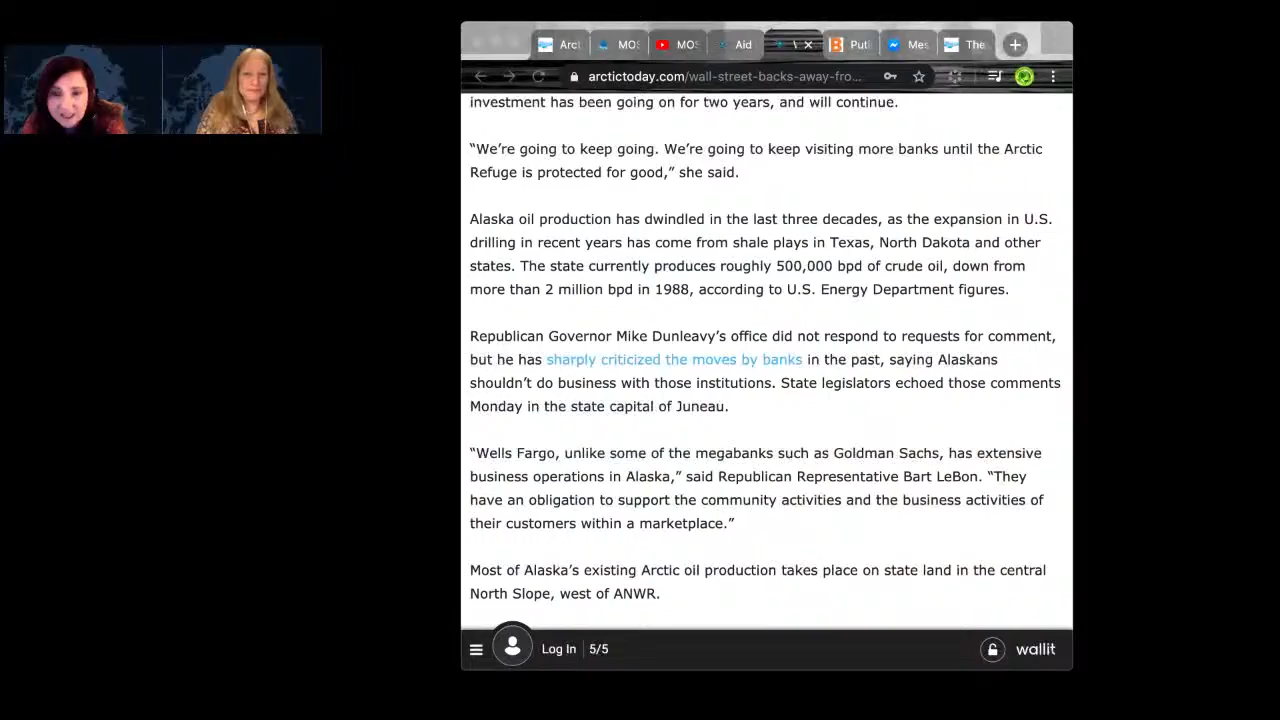 Arct
MOS
MOS
Aid
\
Putl
Mes
The
arctictoday.com/wall-street-backs-away-fro...
investment has been going on for two years, and will continue.
“We’re going to keep going. We’re going to keep visiting more banks until the Arctic
Refuge is protected for good,” she said.
Alaska oil production has dwindled in the last three decades, as the expansion in U.S.
drilling in recent years has come from shale plays in Texas, North Dakota and other
states. The state currently produces roughly 500,000 bpd of crude oil, down from
more than 2 million bpd in 1988, according to U.S. Energy Department figures.
Republican Governor Mike Dunleavy’s office did not respond to requests for comment,
but he has sharply criticized the moves by banks in the past, saying Alaskans
shouldn’t do business with those institutions. State legislators echoed those comments
Monday in the state capital of Juneau.
“Wells Fargo, unlike some of the megabanks such as Goldman Sachs, has extensive
business operations in Alaska,” said Republican Representative Bart LeBon. “They
have an obligation to support the community activities and the business activities of
their customers within a marketplace.”
Most of Alaska’s existing Arctic oil production takes place on state land in the central
North Slope, west of ANWR.
Log In 5/5
wallit